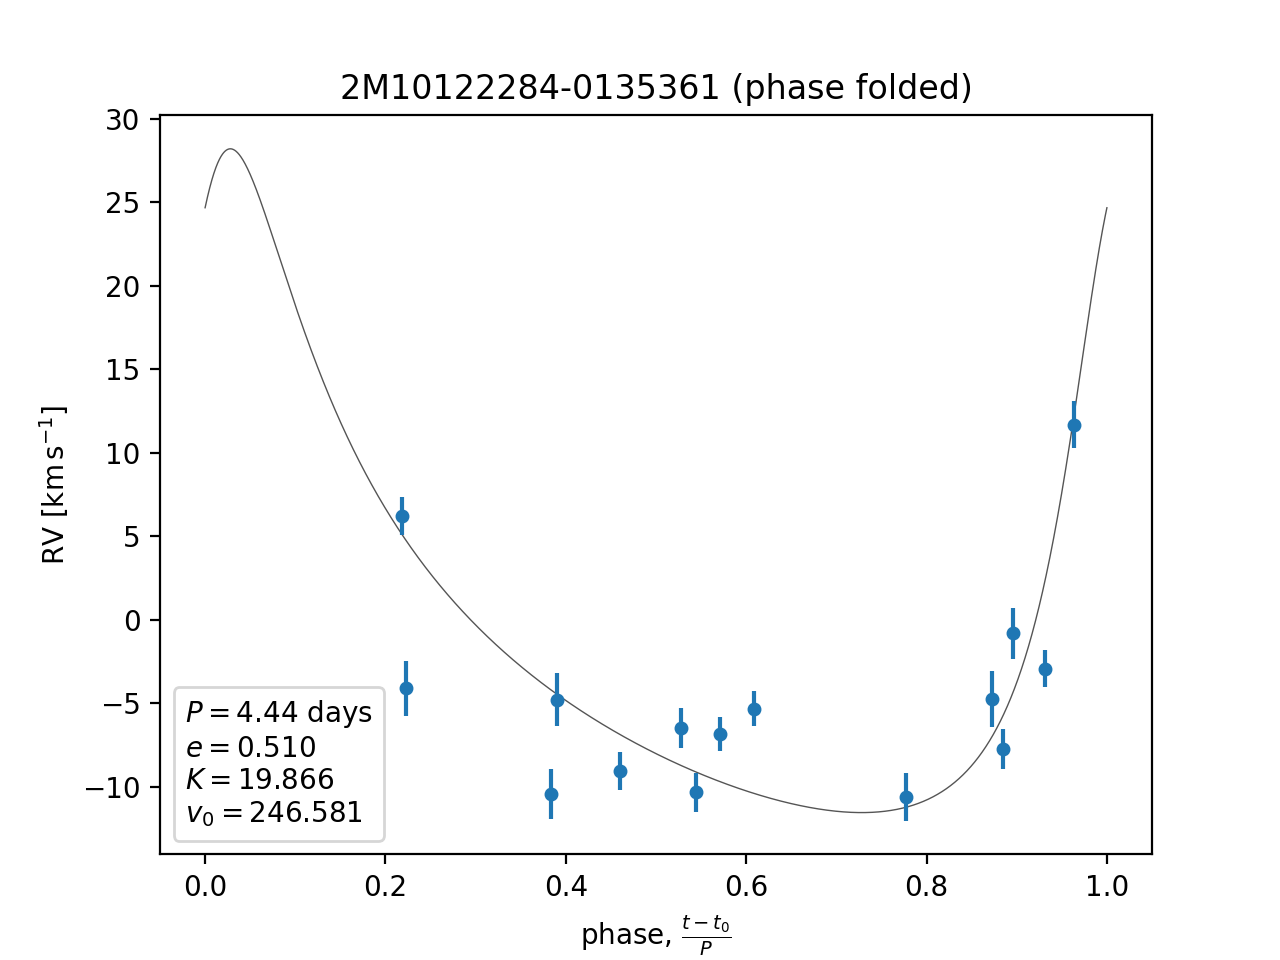 2M10122284-0135361 (phase folded)
30
25
20
15
10
5
0
−5
−10
RV [km s⁻¹]
P = 4.44 days
e = 0.510
K = 19.866
v₀ = 246.581
0.0 0.2 0.4 0.6 0.8 1.0
phase, (t − t₀)/P